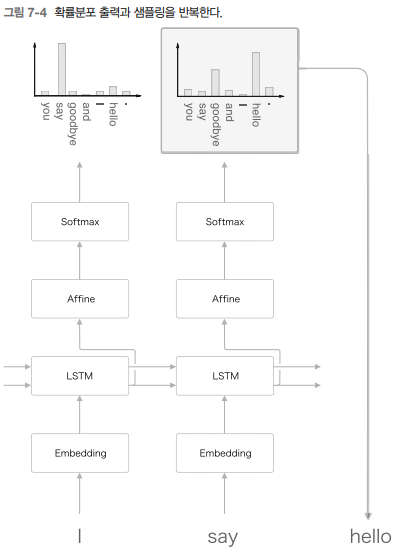 그림 7-4 확률분포 출력과 샘플링을 반복한다.
you say goodbye and I hello .
you say goodbye and I hello .
Softmax Softmax
Affine Affine
LSTM LSTM
Embedding Embedding
I say hello